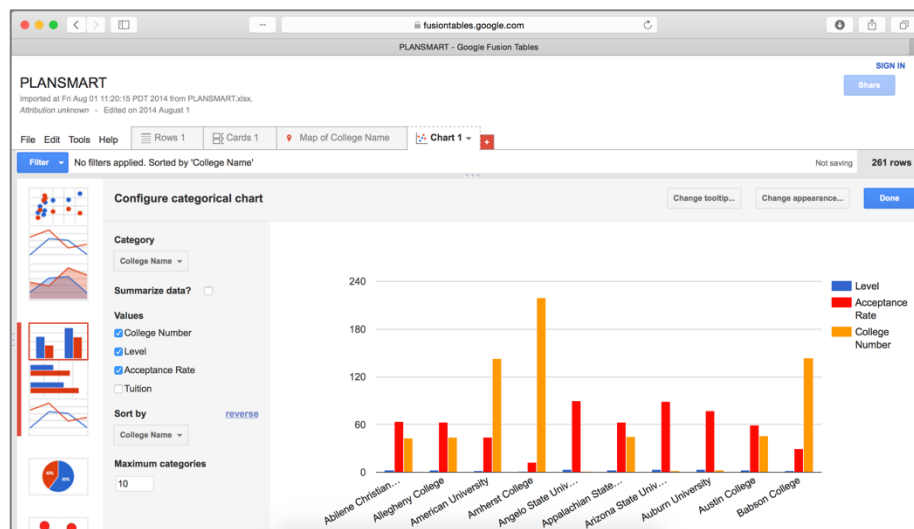 fusiontables.google.com
PLANSMART - Google Fusion Tables
SIGN IN
PLANSMART
Share
Imported at Fri Aug 01 11:20:15 PDT 2014 from PLANSMART.xlsx.
Attribution unknown - Edited on 2014 August 1
File Edit Tools Help Rows 1 Cards 1 Map of College Name Chart 1 +
Filter No filters applied. Sorted by 'College Name' Not saving 261 rows
Configure categorical chart Change tooltip... Change appearance... Done
Category
College Name
Summarize data?
Values
College Number
Level
Acceptance Rate
Tuition
Sort by reverse
College Name
Maximum categories
10
240
180
120
60
0
Abilene Christian…
Allegheny College
American University
Amherst College
Angelo State Univ…
Appalachian State…
Arizona State Univ…
Auburn University
Austin College
Babson College
Level
Acceptance
Rate
College
Number
40%
60%